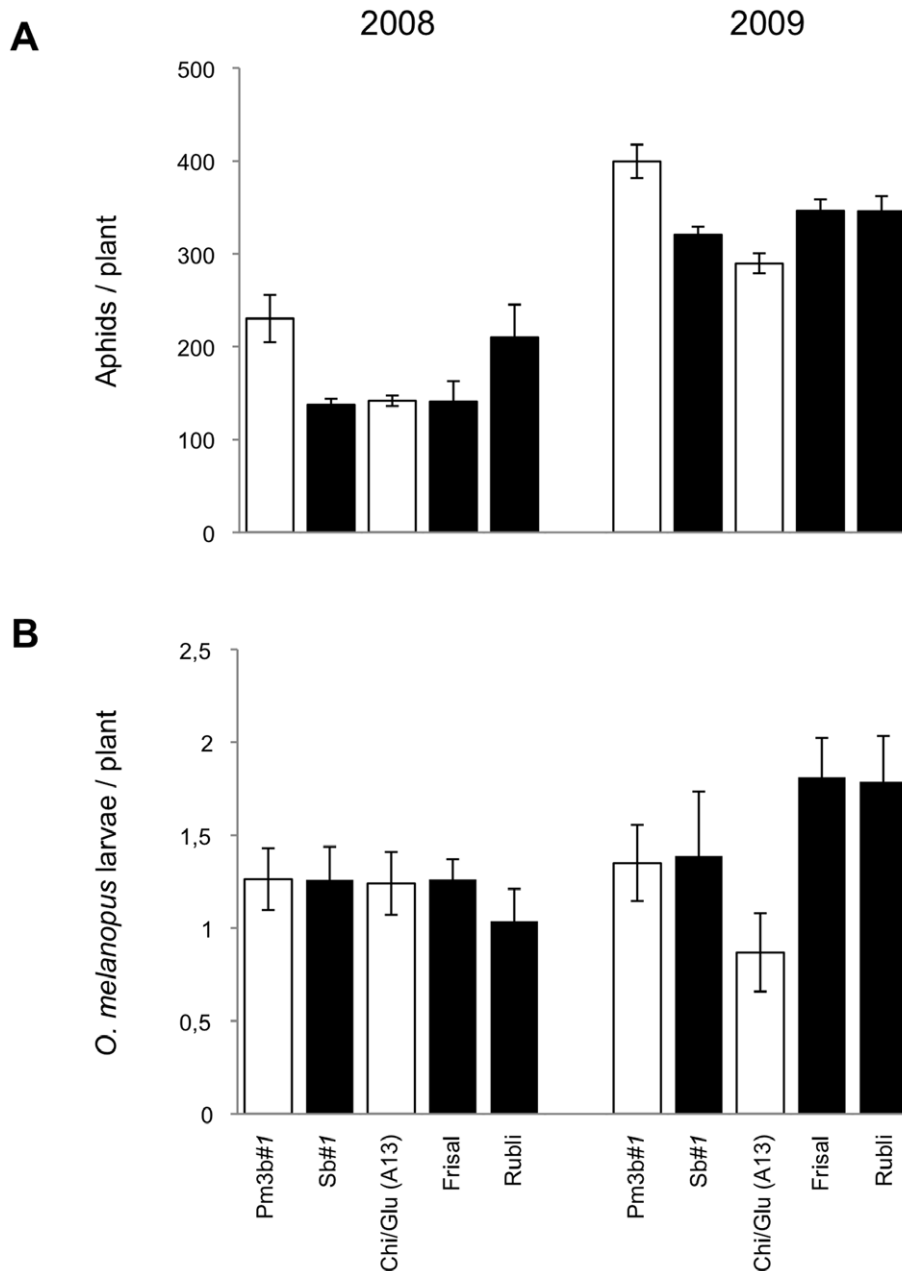 2008
2009
A
500
400
300
200
100
0
Aphids / plant
B
2,5
2
1,5
1
0,5
0
O. melanopus larvae / plant
Pm3b#1
Sb#1
Chi/Glu (A13)
Frisal
Rubli
Pm3b#1
Sb#1
Chi/Glu (A13)
Frisal
Rubli